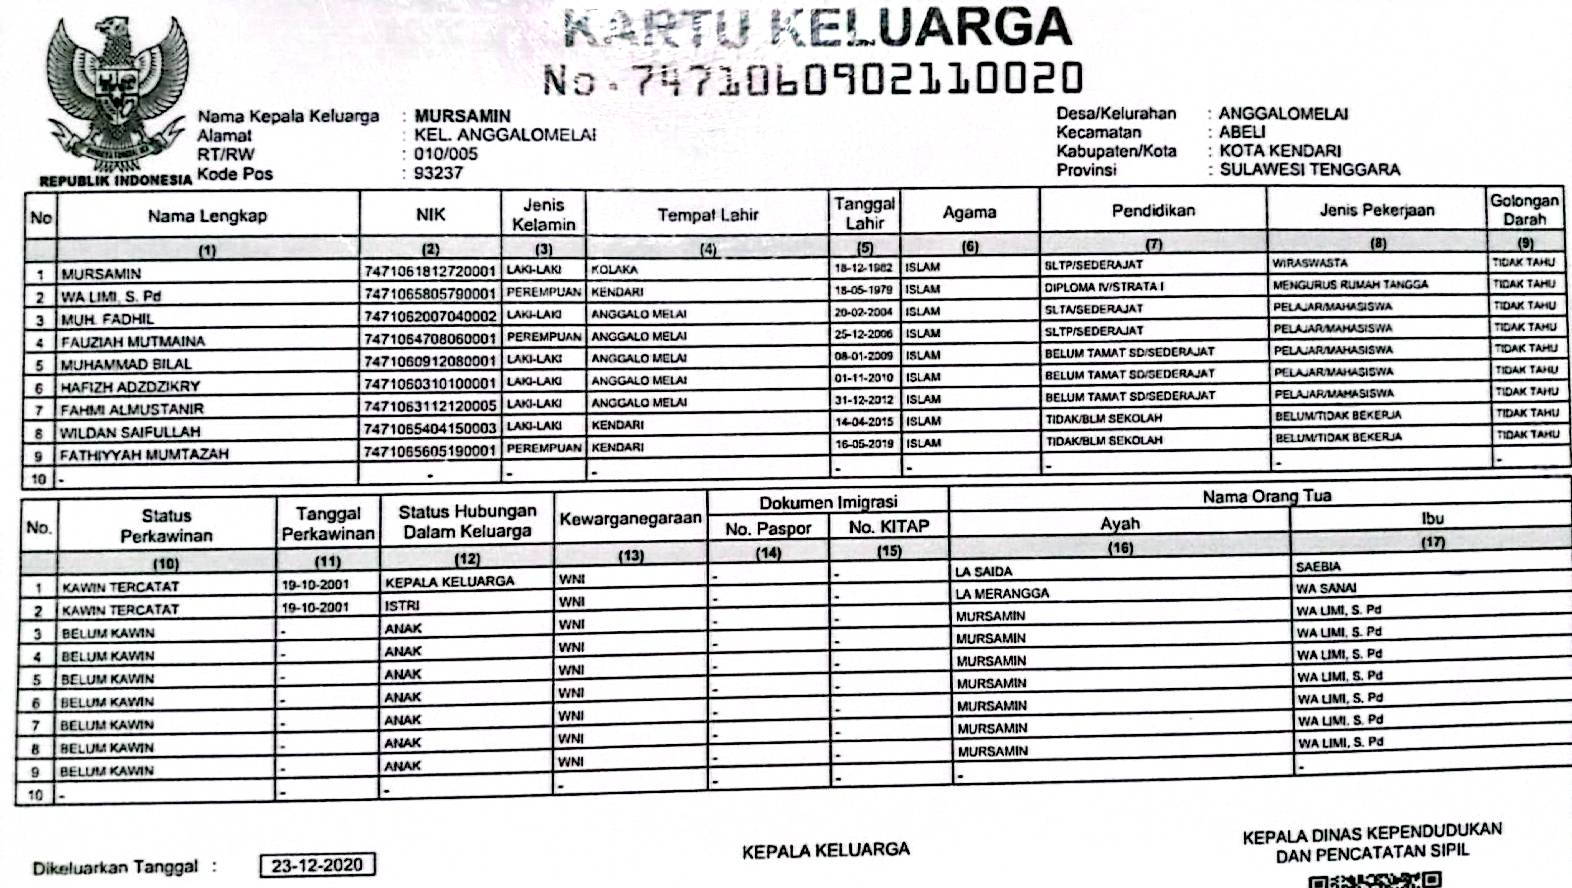 KARTU KELUARGA
No. 7471060902110020
Nama Kepala Keluarga : MURSAMIN
Alamat : KEL. ANGGALOMELAI
RT/RW : 010/005
Kode Pos : 93237
Desa/Kelurahan : ANGGALOMELAI
Kecamatan : ABELI
Kabupaten/Kota : KOTA KENDARI
Provinsi : SULAWESI TENGGARA
REPUBLIK INDONESIA
No Nama Lengkap NIK Jenis Kelamin Tempat Lahir Tanggal Lahir Agama Pendidikan Jenis Pekerjaan Golongan Darah
(1) (2) (3) (4) (5) (6) (7) (8) (9)
1 MURSAMIN 7471061812720001 LAKI-LAKI KOLAKA 18-12-1982 ISLAM SLTP/SEDERAJAT WIRASWASTA TIDAK TAHU
2 WA LIMI, S. Pd 7471065805790001 PEREMPUAN KENDARI 18-05-1979 ISLAM DIPLOMA IV/STRATA I MENGURUS RUMAH TANGGA TIDAK TAHU
3 MUH. FADHIL 7471062007040002 LAKI-LAKI ANGGALO MELAI 20-02-2004 ISLAM SLTA/SEDERAJAT PELAJAR/MAHASISWA TIDAK TAHU
4 FAUZIAH MUTMAINA 7471064708060001 PEREMPUAN ANGGALO MELAI 25-12-2006 ISLAM SLTP/SEDERAJAT PELAJAR/MAHASISWA TIDAK TAHU
5 MUHAMMAD BILAL 7471060912080001 LAKI-LAKI ANGGALO MELAI 08-01-2009 ISLAM BELUM TAMAT SD/SEDERAJAT PELAJAR/MAHASISWA TIDAK TAHU
6 HAFIZH ADZDZIKRY 7471060310100001 LAKI-LAKI ANGGALO MELAI 01-11-2010 ISLAM BELUM TAMAT SD/SEDERAJAT PELAJAR/MAHASISWA TIDAK TAHU
7 FAHMI ALMUSTANIR 7471063112120005 LAKI-LAKI ANGGALO MELAI 31-12-2012 ISLAM BELUM TAMAT SD/SEDERAJAT PELAJAR/MAHASISWA TIDAK TAHU
8 WILDAN SAIFULLAH 7471065404150003 LAKI-LAKI KENDARI 14-04-2015 ISLAM TIDAK/BLM SEKOLAH BELUM/TIDAK BEKERJA TIDAK TAHU
9 FATHIYYAH MUMTAZAH 7471065605190001 PEREMPUAN KENDARI 16-05-2019 ISLAM TIDAK/BLM SEKOLAH BELUM/TIDAK BEKERJA TIDAK TAHU
10 - - - - - - - - -
No. Status Perkawinan Tanggal Perkawinan Status Hubungan Dalam Keluarga Kewarganegaraan Dokumen Imigrasi Nama Orang Tua
No. Paspor No. KITAP Ayah Ibu
(10) (11) (12) (13) (14) (15) (16) (17)
1 KAWIN TERCATAT 19-10-2001 KEPALA KELUARGA WNI - - LA SAIDA SAEBIA
2 KAWIN TERCATAT 19-10-2001 ISTRI WNI - - LA MERANGGA WA SANAI
3 BELUM KAWIN - ANAK WNI - - MURSAMIN WA LIMI, S. Pd
4 BELUM KAWIN - ANAK WNI - - MURSAMIN WA LIMI, S. Pd
5 BELUM KAWIN - ANAK WNI - - MURSAMIN WA LIMI, S. Pd
6 BELUM KAWIN - ANAK WNI - - MURSAMIN WA LIMI, S. Pd
7 BELUM KAWIN - ANAK WNI - - MURSAMIN WA LIMI, S. Pd
8 BELUM KAWIN - ANAK WNI - - MURSAMIN WA LIMI, S. Pd
9 BELUM KAWIN - ANAK WNI - - MURSAMIN WA LIMI, S. Pd
10 - - - - - - - -
Dikeluarkan Tanggal : 23-12-2020
KEPALA KELUARGA
KEPALA DINAS KEPENDUDUKAN
DAN PENCATATAN SIPIL